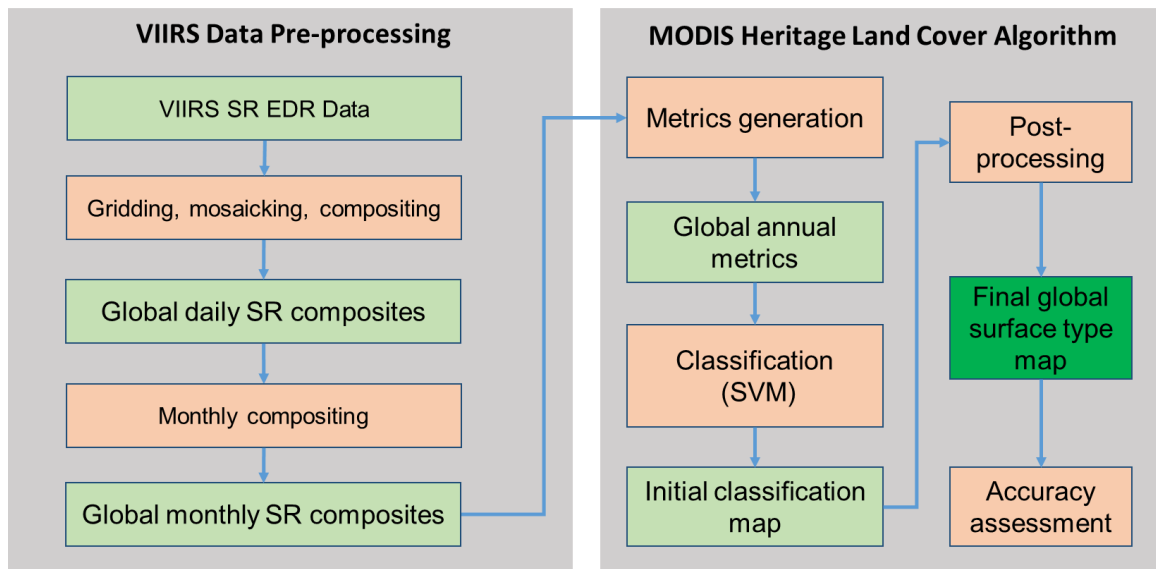 VIIRS Data Pre-processing
VIIRS SR EDR Data
Gridding, mosaicking, compositing
Global daily SR composites
Monthly compositing
Global monthly SR composites
MODIS Heritage Land Cover Algorithm
Metrics generation
Global annual
metrics
Classification
(SVM)
Initial classification
map
Post-
processing
Final global
surface type
map
Accuracy
assessment